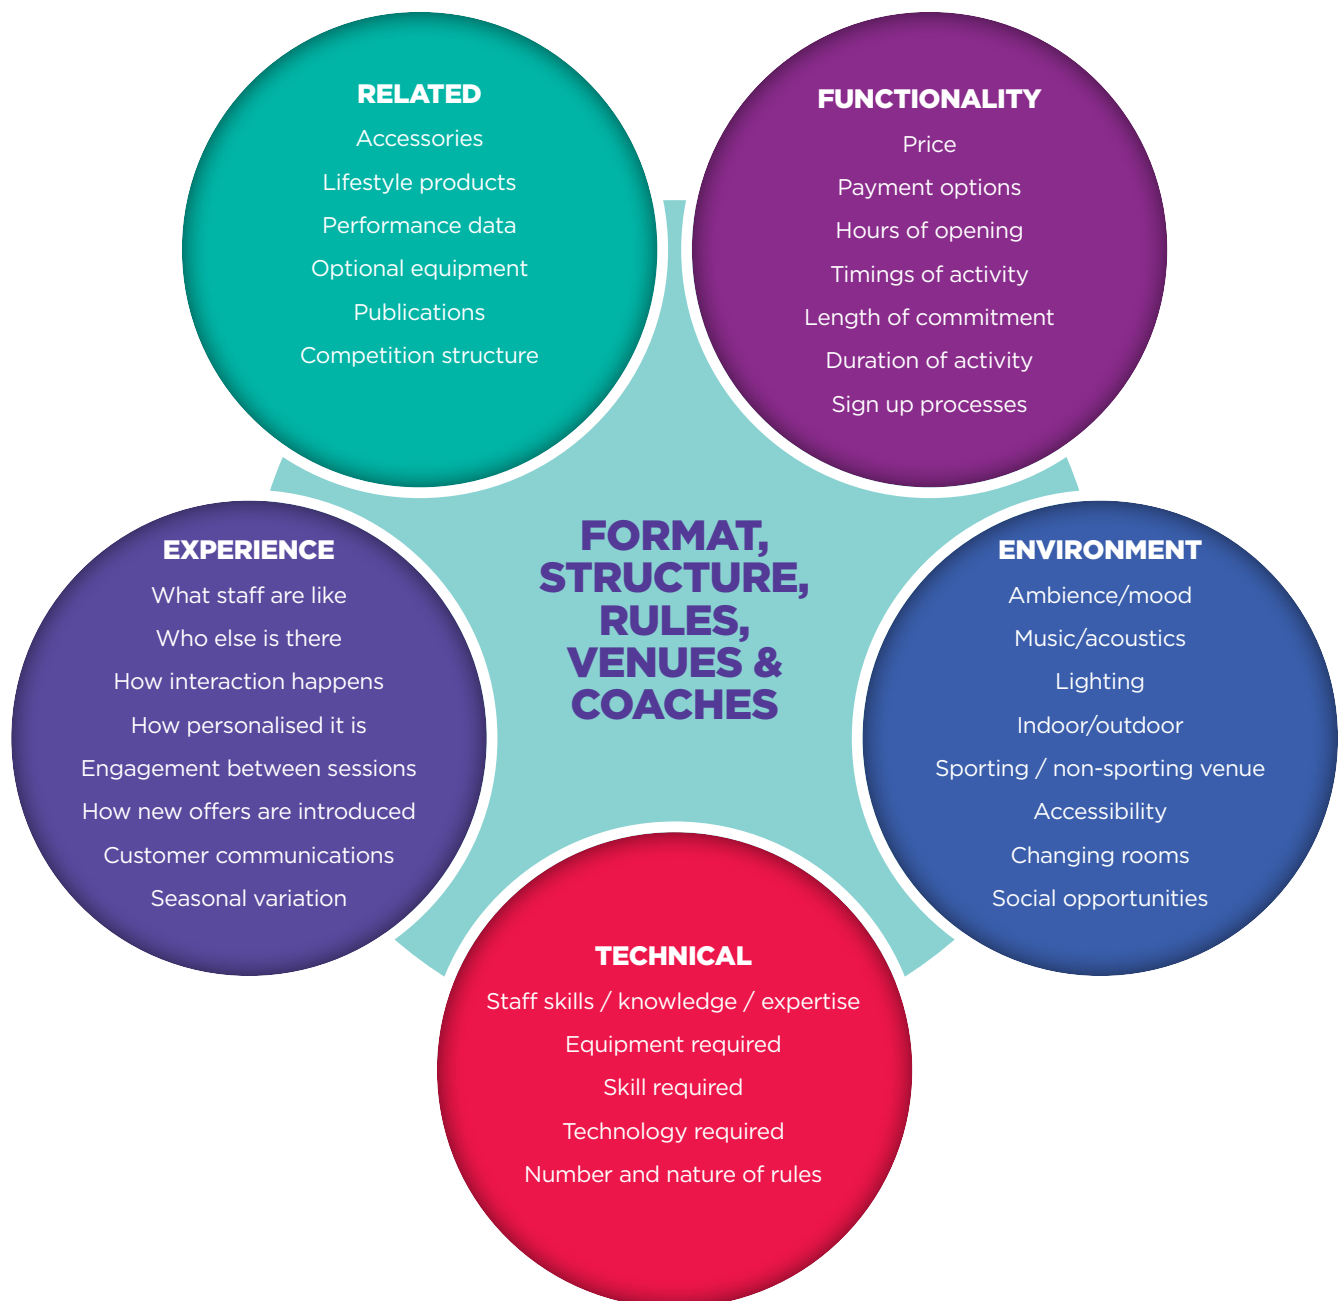 RELATED
Accessories
Lifestyle products
Performance data
Optional equipment
Publications
Competition structure
FUNCTIONALITY
Price
Payment options
Hours of opening
Timings of activity
Length of commitment
Duration of activity
Sign up processes
FORMAT,
STRUCTURE,
RULES,
VENUES &
COACHES
EXPERIENCE
What staff are like
Who else is there
How interaction happens
How personalised it is
Engagement between sessions
How new offers are introduced
Customer communications
Seasonal variation
ENVIRONMENT
Ambience/mood
Music/acoustics
Lighting
Indoor/outdoor
Sporting / non-sporting venue
Accessibility
Changing rooms
Social opportunities
TECHNICAL
Staff skills / knowledge / expertise
Equipment required
Skill required
Technology required
Number and nature of rules